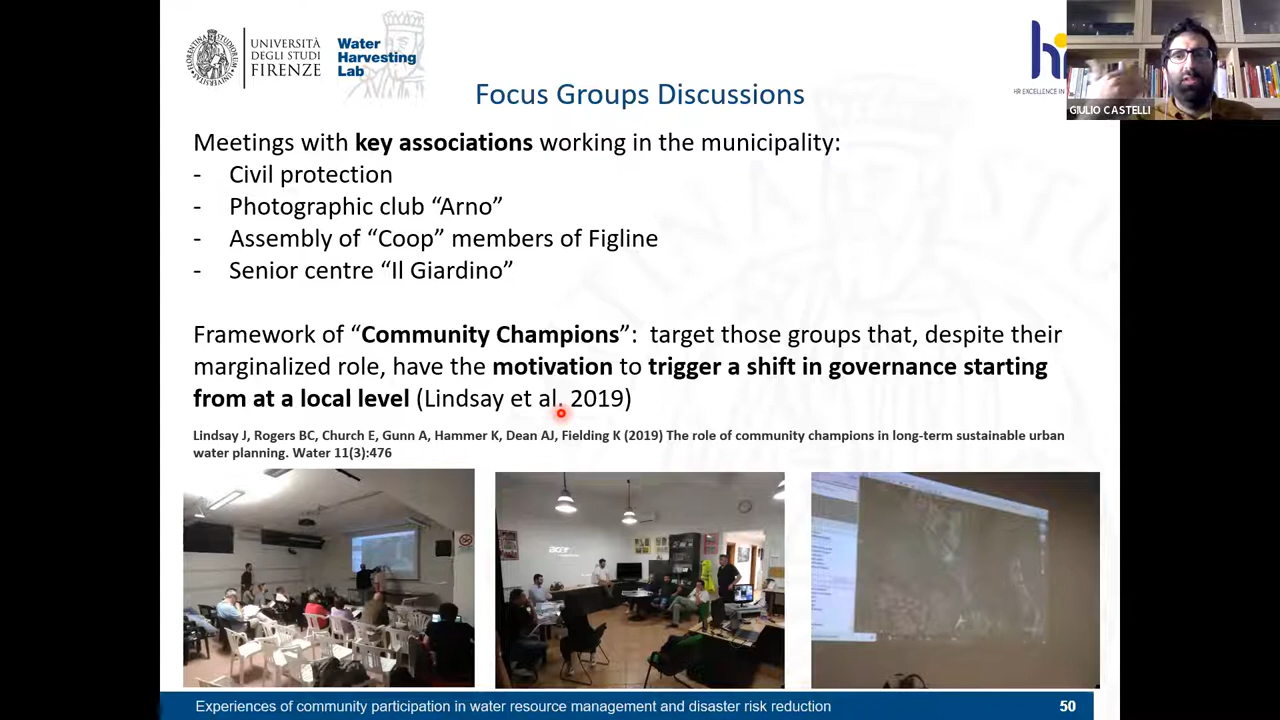 UNIVERSITÀ
DEGLI STUDI
FIRENZE
Water
Harvesting
Lab
HR EXCELLENCE IN
GIULIO CASTELLI
Focus Groups Discussions
Meetings with key associations working in the municipality:
- Civil protection
- Photographic club “Arno”
- Assembly of “Coop” members of Figline
- Senior centre “Il Giardino”
Framework of “Community Champions”: target those groups that, despite their
marginalized role, have the motivation to trigger a shift in governance starting
from at a local level (Lindsay et al. 2019)
Lindsay J, Rogers BC, Church E, Gunn A, Hammer K, Dean AJ, Fielding K (2019) The role of community champions in long-term sustainable urban
water planning. Water 11(3):476
acer
Experiences of community participation in water resource management and disaster risk reduction
50